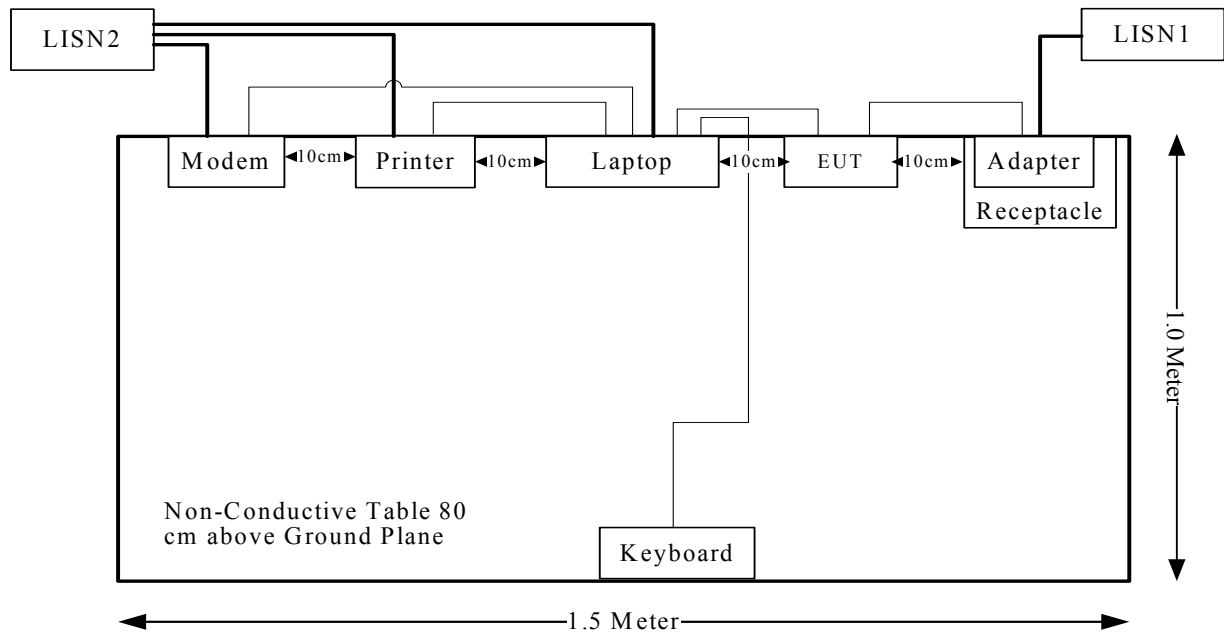 LISN2
LISN1
Modem
10cm
Printer
10cm
Laptop
10cm
EUT
10cm
Adapter
Receptacle
1.0 Meter
Non-Conductive Table 80
cm above Ground Plane
Keyboard
1.5 Meter